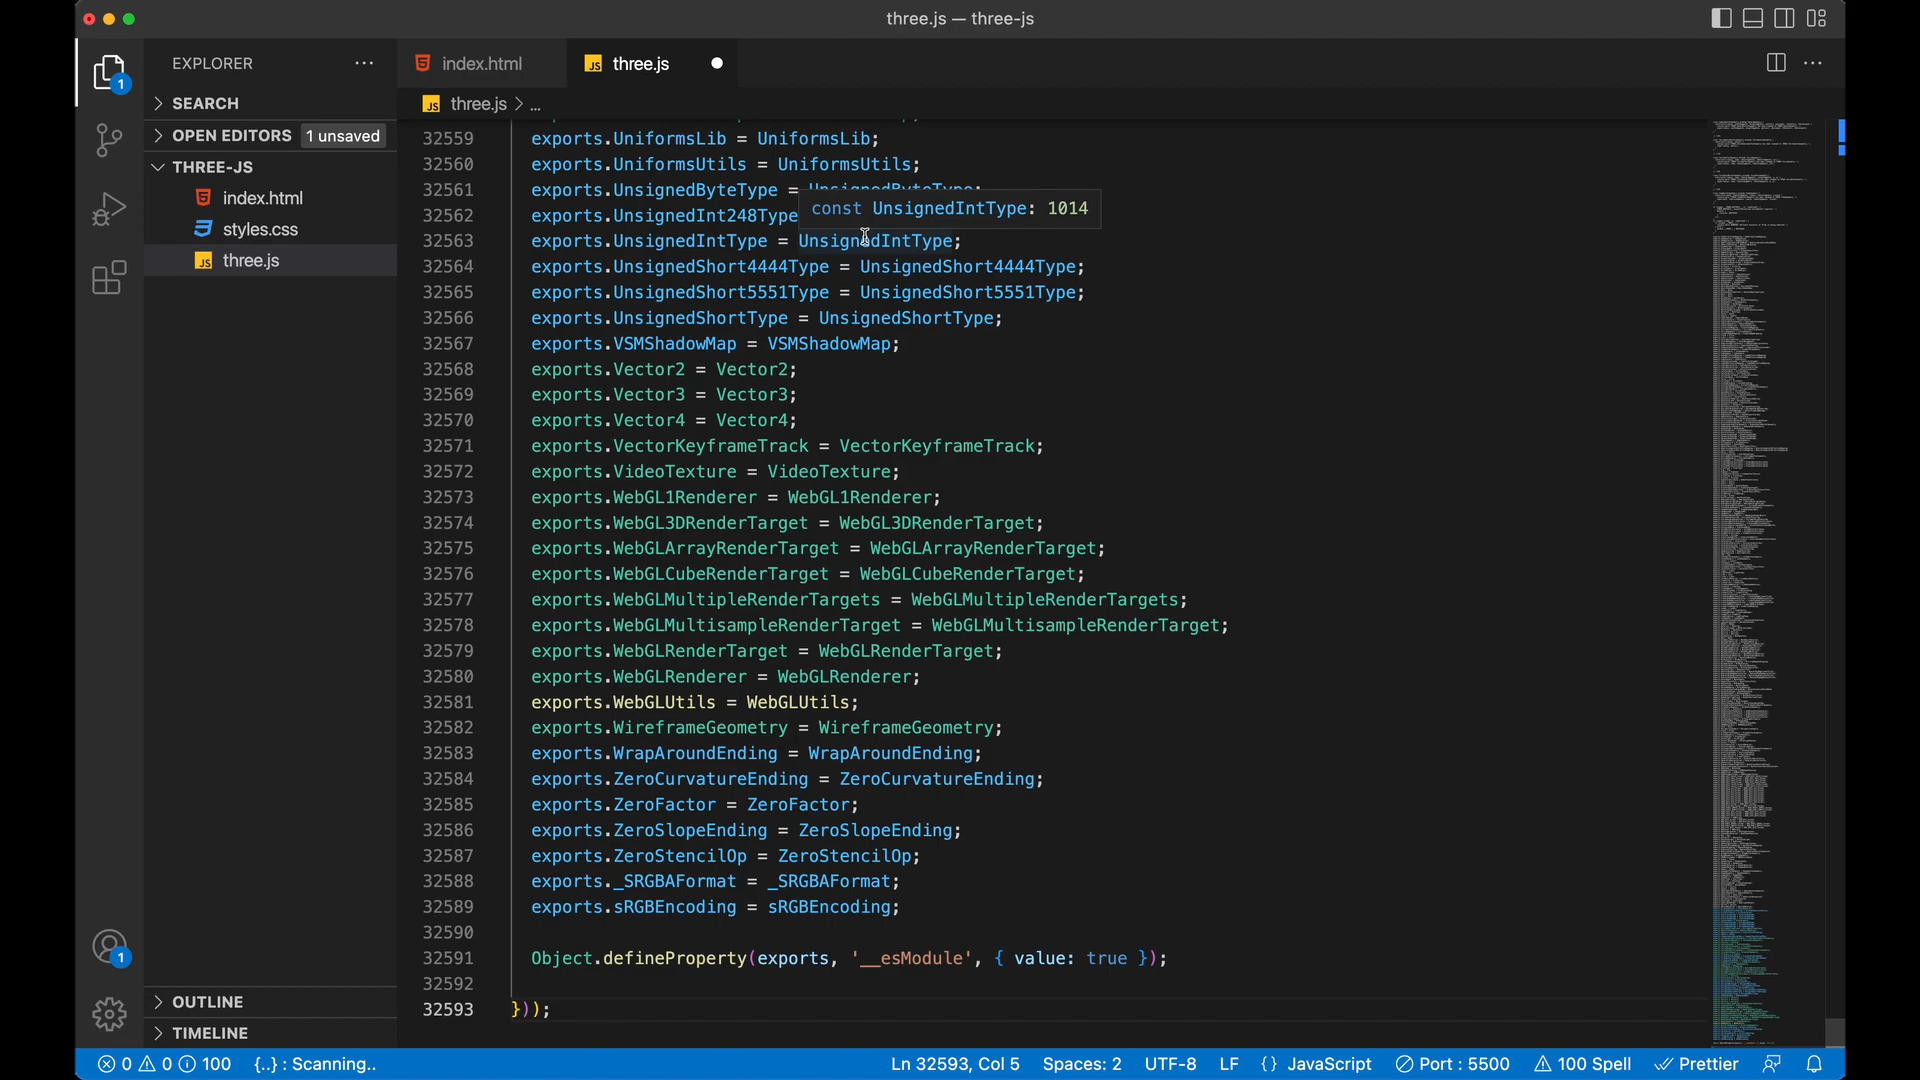 three.js — three-js
EXPLORER
SEARCH
OPEN EDITORS 1 unsaved
THREE-JS
index.html
styles.css
JS three.js
OUTLINE
TIMELINE
1
1
index.html
JS three.js
JS three.js > ...
32559 exports.UniformsLib = UniformsLib;
32560 exports.UniformsUtils = UniformsUtils;
32561 exports.UnsignedByteType = UnsignedByteType;
const UnsignedIntType: 1014
32562 exports.UnsignedInt248Type
32563 exports.UnsignedIntType = UnsignedIntType;
32564 exports.UnsignedShort4444Type = UnsignedShort4444Type;
32565 exports.UnsignedShort5551Type = UnsignedShort5551Type;
32566 exports.UnsignedShortType = UnsignedShortType;
32567 exports.VSMShadowMap = VSMShadowMap;
32568 exports.Vector2 = Vector2;
32569 exports.Vector3 = Vector3;
32570 exports.Vector4 = Vector4;
32571 exports.VectorKeyframeTrack = VectorKeyframeTrack;
32572 exports.VideoTexture = VideoTexture;
32573 exports.WebGL1Renderer = WebGL1Renderer;
32574 exports.WebGL3DRenderTarget = WebGL3DRenderTarget;
32575 exports.WebGLArrayRenderTarget = WebGLArrayRenderTarget;
32576 exports.WebGLCubeRenderTarget = WebGLCubeRenderTarget;
32577 exports.WebGLMultipleRenderTargets = WebGLMultipleRenderTargets;
32578 exports.WebGLMultisampleRenderTarget = WebGLMultisampleRenderTarget;
32579 exports.WebGLRenderTarget = WebGLRenderTarget;
32580 exports.WebGLRenderer = WebGLRenderer;
32581 exports.WebGLUtils = WebGLUtils;
32582 exports.WireframeGeometry = WireframeGeometry;
32583 exports.WrapAroundEnding = WrapAroundEnding;
32584 exports.ZeroCurvatureEnding = ZeroCurvatureEnding;
32585 exports.ZeroFactor = ZeroFactor;
32586 exports.ZeroSlopeEnding = ZeroSlopeEnding;
32587 exports.ZeroStencilOp = ZeroStencilOp;
32588 exports._SRGBAFormat = _SRGBAFormat;
32589 exports.sRGBEncoding = sRGBEncoding;
32590
32591 Object.defineProperty(exports, '__esModule', { value: true });
32592
32593 }));
0 0 100 {..} : Scanning.. Ln 32593, Col 5 Spaces: 2 UTF-8 LF {} JavaScript Port : 5500 100 Spell Prettier